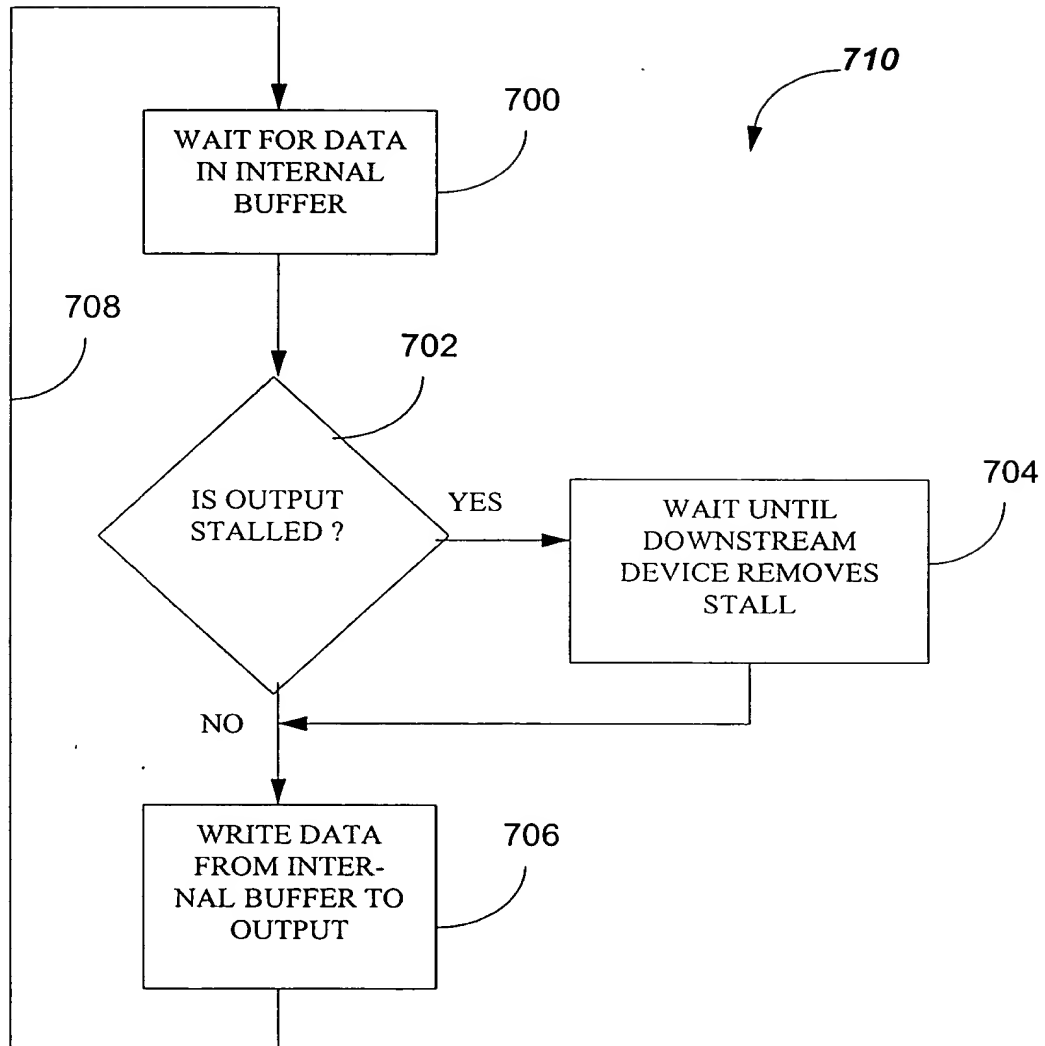 710
700
WAIT FOR DATA
IN INTERNAL
BUFFER
708
702
IS OUTPUT
STALLED ?
YES
704
WAIT UNTIL
DOWNSTREAM
DEVICE REMOVES
STALL
NO
706
WRITE DATA
FROM INTER-
NAL BUFFER TO
OUTPUT